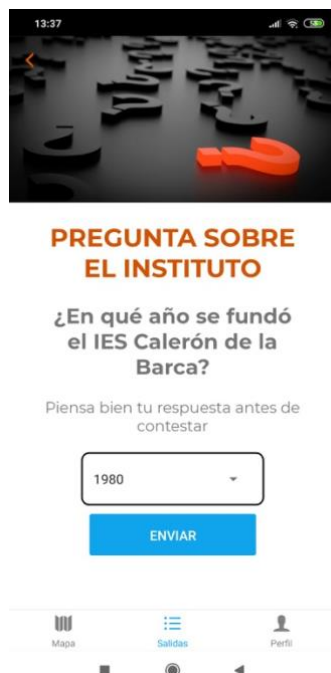 13:37
PREGUNTA SOBRE
EL INSTITUTO
¿En qué año se fundó
el IES Calerón de la
Barca?
Piensa bien tu respuesta antes de
contestar
1980
ENVIAR
Mapa
Salidas
Perfil